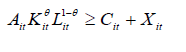 A_{it} K_{it}^{θ} L_{it}^{1-θ} ≥ C_{it} + X_{it}